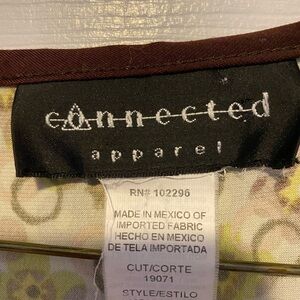 connected
apparel
RN# 102296
MADE IN MEXICO OF
IMPORTED FABRIC
HECHO EN MEXICO
DE TELA IMPORTADA
CUT/CORTE
19071
STYLE/ESTILO